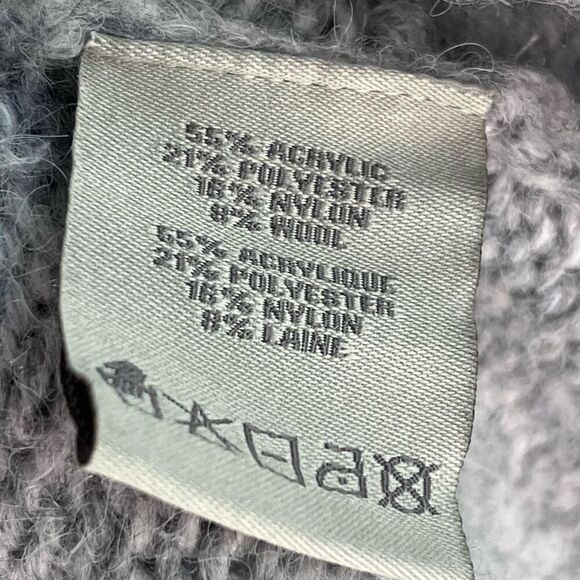 55% ACRYLIC
21% POLYESTER
16% NYLON
8% WOOL
55% ACRYLIQUE
21% POLYESTER
16% NYLON
8% LAINE